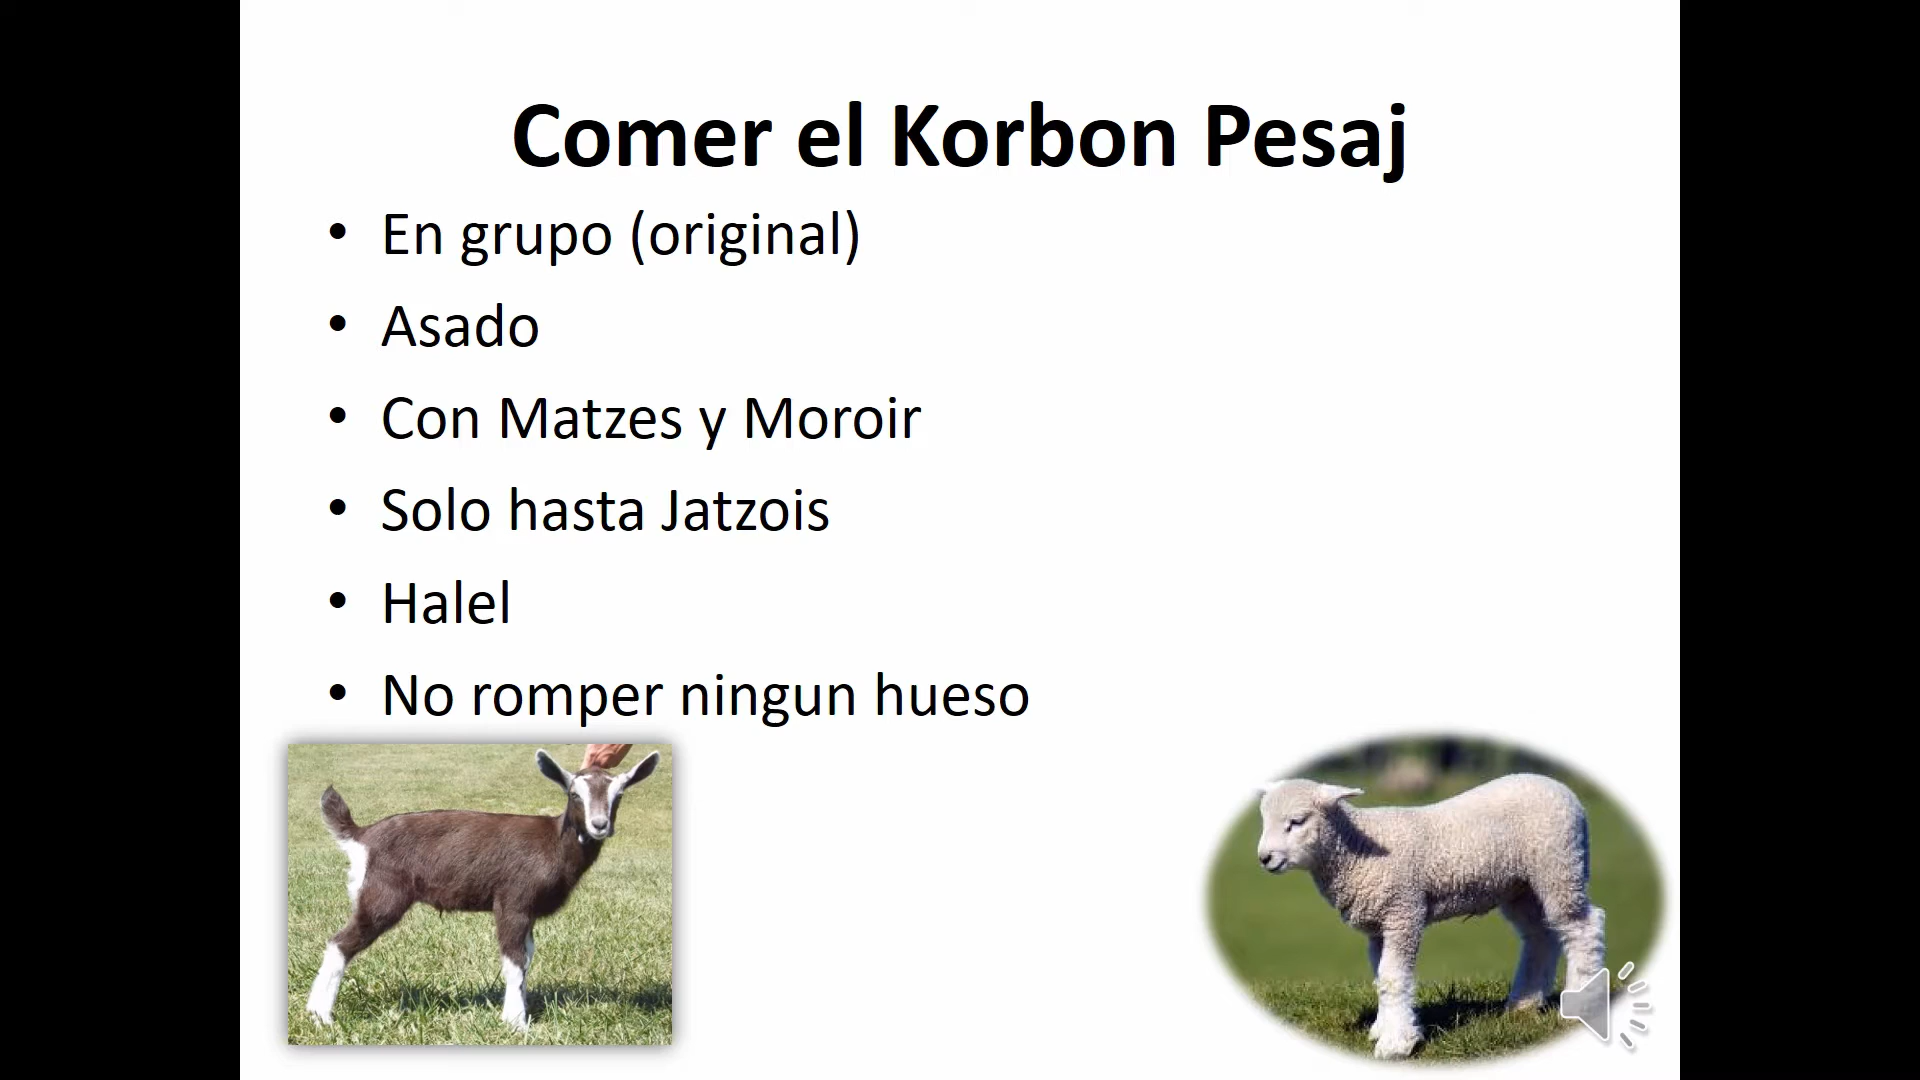 Comer el Korbon Pesaj
• En grupo (original)
• Asado
• Con Matzes y Moroir
• Solo hasta Jatzois
• Halel
• No romper ningun hueso